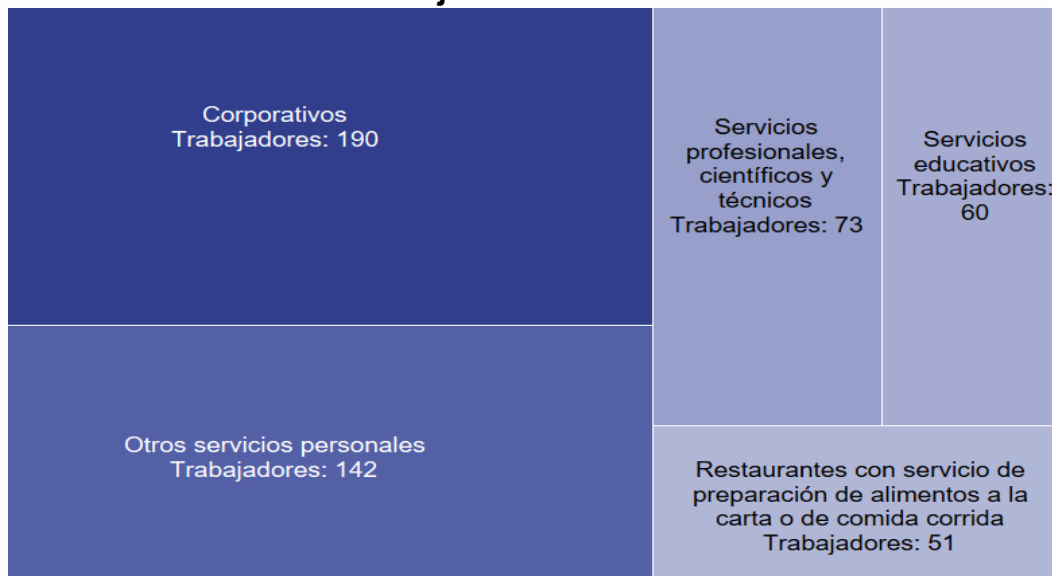 Corporativos
Trabajadores: 190
Servicios
profesionales,
científicos y
técnicos
Trabajadores: 73
Servicios
educativos
Trabajadores:
60
Otros servicios personales
Trabajadores: 142
Restaurantes con servicio de
preparación de alimentos a la
carta o de comida corrida
Trabajadores: 51